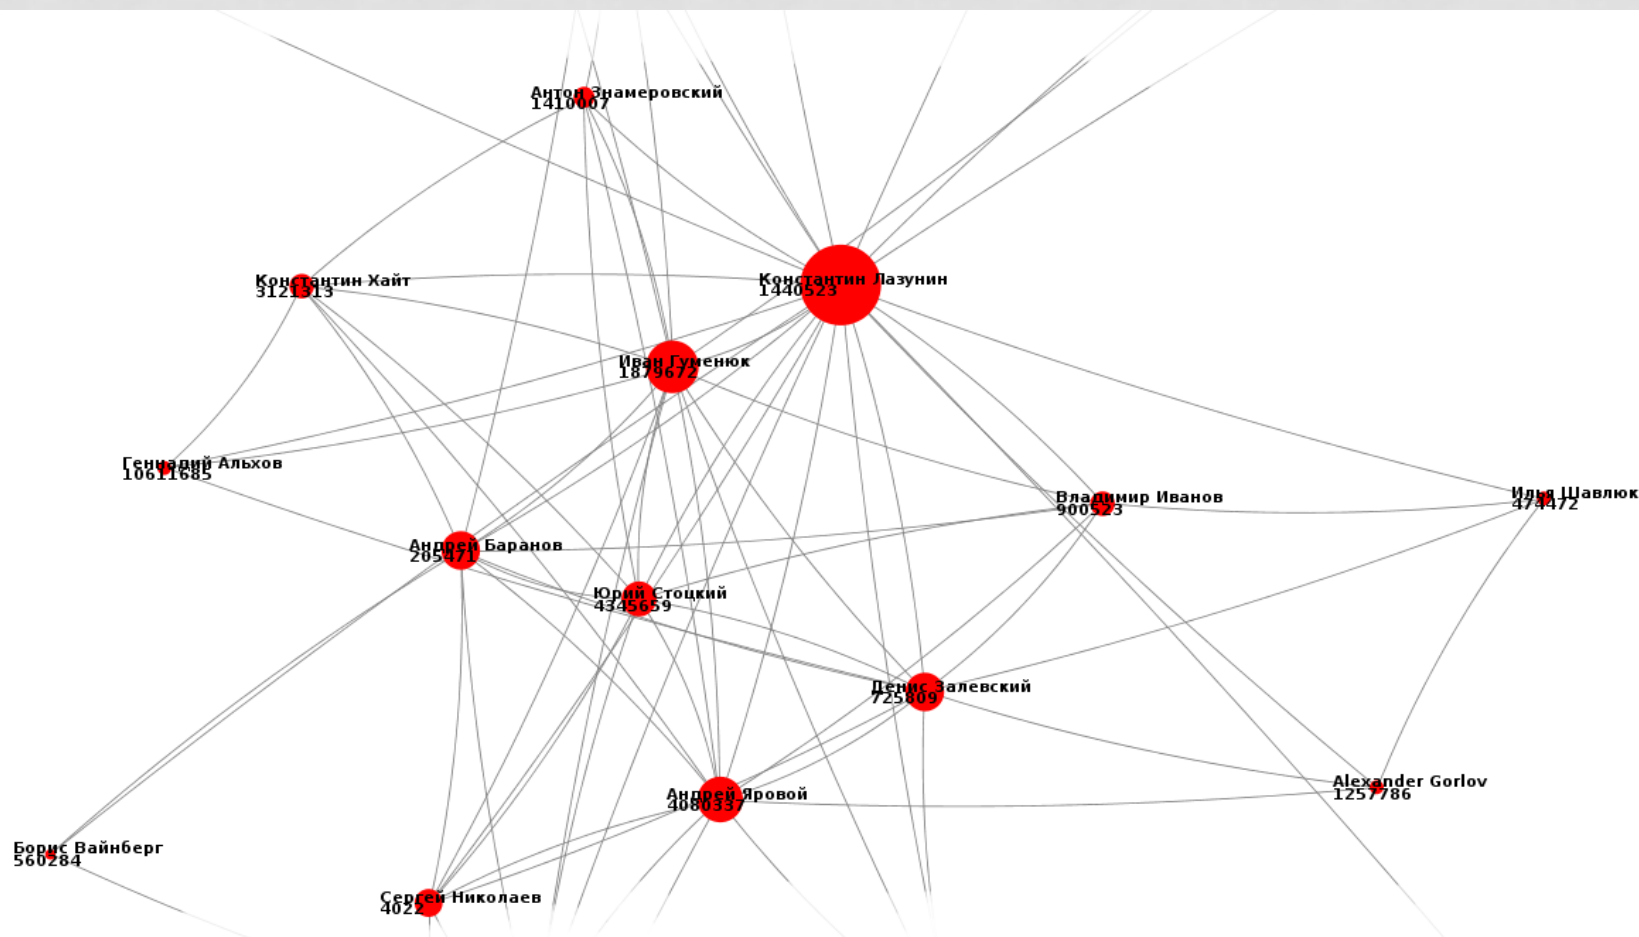 Антон Знамеровский
1410007
Константин Хайт
3121313
Константин Лазунин
1440523
Иван Гуменюк
1879672
Геннадий Альхов
10611685
Владимир Иванов
900523
Илья Шавлюк
474472
Андрей Баранов
205471
Юрий Стоцкий
4345659
Денис Залевский
725809
Alexander Gorlov
1257786
Андрей Яровой
4080337
Борис Вайнберг
560284
Сергей Николаев
4022